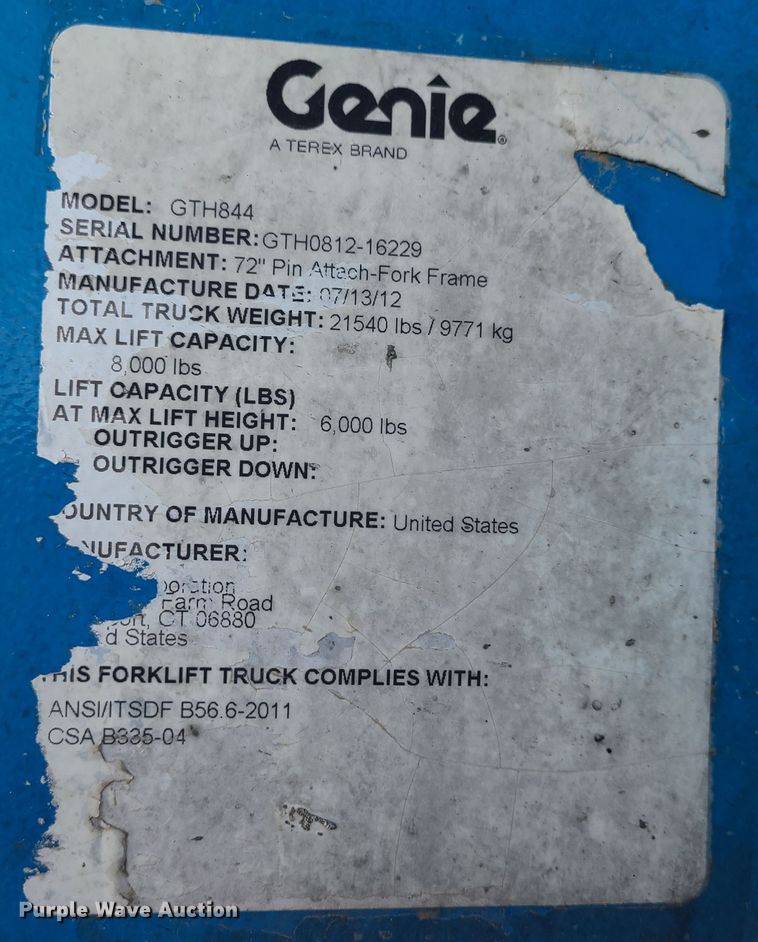 Genie
A TEREX BRAND
MODEL: GTH844
SERIAL NUMBER: GTH0812-16229
ATTACHMENT: 72" Pin Attach-Fork Frame
MANUFACTURE DATE: 07/13/12
TOTAL TRUCK WEIGHT: 21540 lbs / 9771 kg
MAX LIFT CAPACITY:
8,000 lbs
LIFT CAPACITY (LBS)
AT MAX LIFT HEIGHT: 6,000 lbs
OUTRIGGER UP:
OUTRIGGER DOWN:
OUNTRY OF MANUFACTURE: United States
NUFACTURER:
oration
Farm Road
ort, CT 06880
d States
THIS FORKLIFT TRUCK COMPLIES WITH:
ANSI/ITSDF B56.6-2011
CSA B335-04
Purple Wave Auction